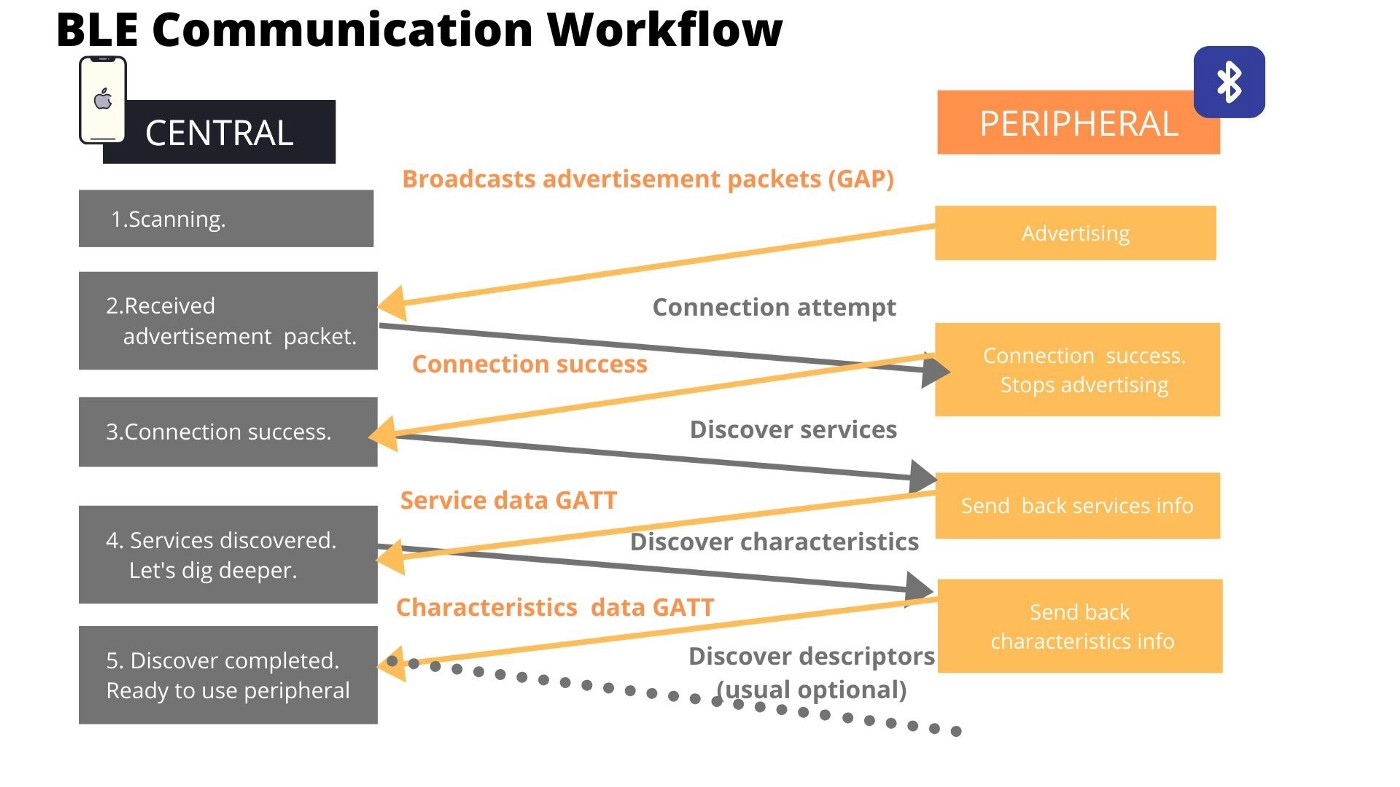 BLE Communication Workflow
CENTRAL
PERIPHERAL
Broadcasts advertisement packets (GAP)
1.Scanning.
Advertising
2.Received
advertisement  packet.
Connection attempt
Connection success
Connection  success.
Stops advertising
3.Connection success.
Discover services
Service data GATT
Send  back services info
4. Services discovered.
Let's dig deeper.
Discover characteristics
Characteristics  data GATT
Send back
characteristics info
5. Discover completed.
Ready to use peripheral
Discover descriptors
(usual optional)